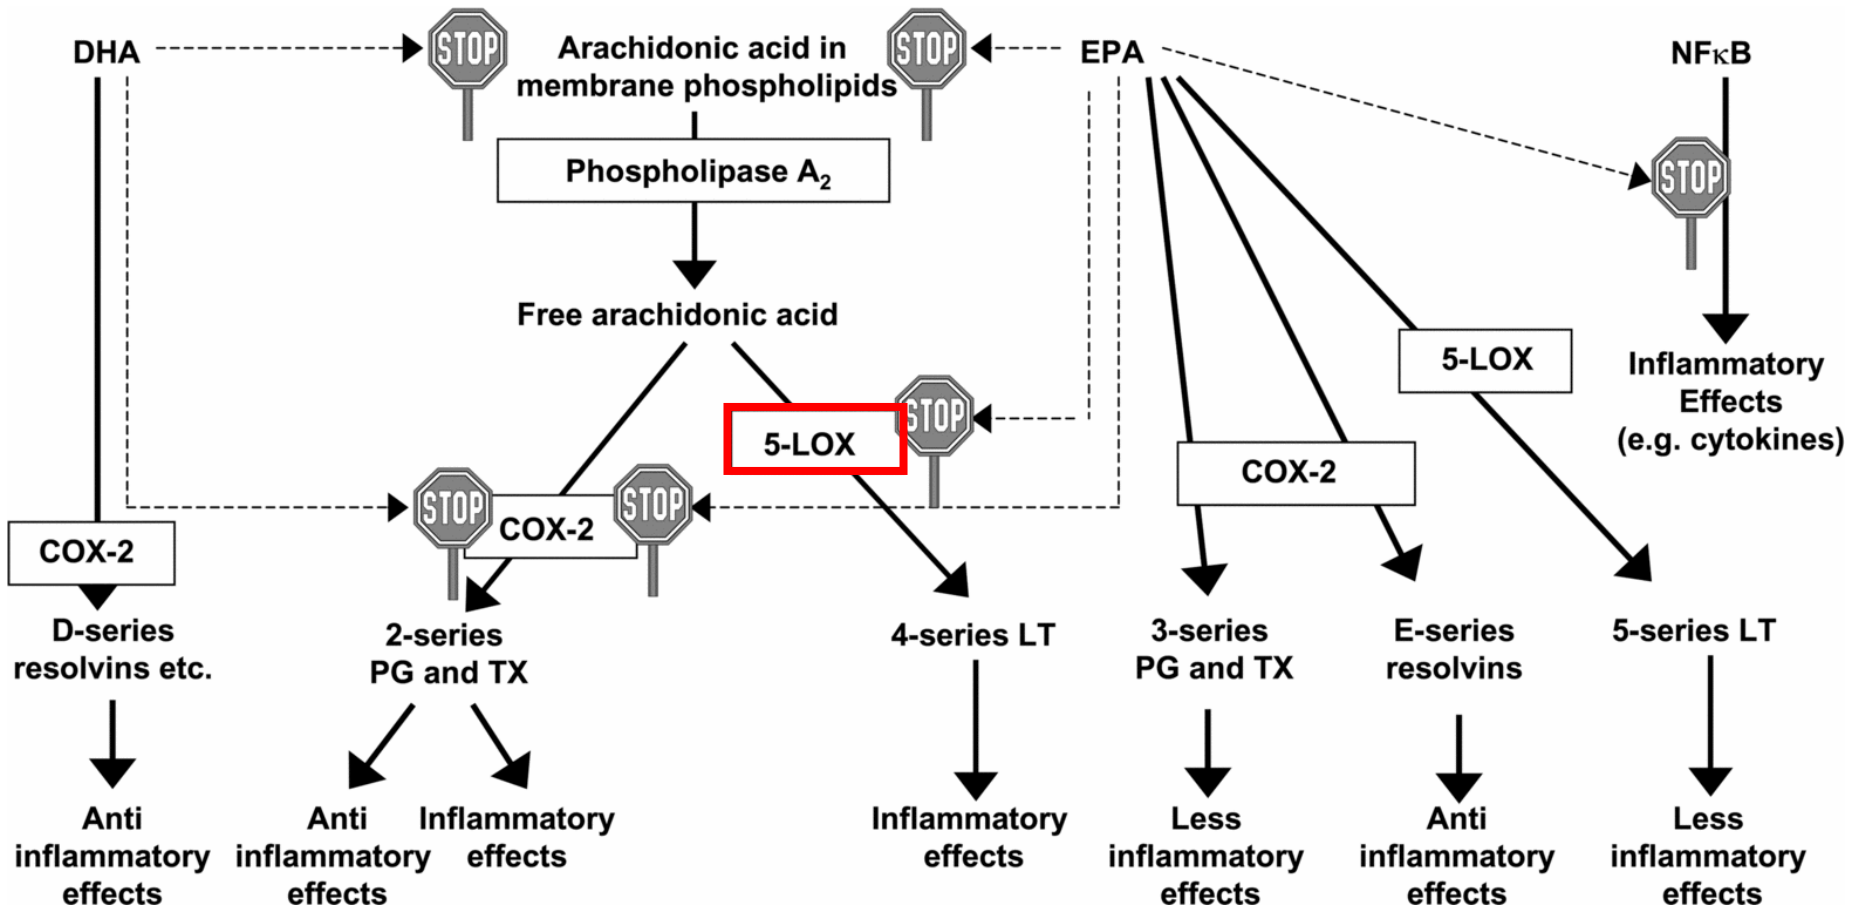 DHA
STOP
Arachidonic acid in
membrane phospholipids
STOP
EPA
NFκB
STOP
Phospholipase A₂
Free arachidonic acid
5-LOX
STOP
5-LOX
Inflammatory
Effects
(e.g. cytokines)
STOP
COX-2
STOP
COX-2
COX-2
D-series
resolvins etc.
2-series
PG and TX
4-series LT
3-series
PG and TX
E-series
resolvins
5-series LT
Anti
inflammatory
effects
Anti
inflammatory
effects
Inflammatory
effects
Inflammatory
effects
Less
inflammatory
effects
Anti
inflammatory
effects
Less
inflammatory
effects